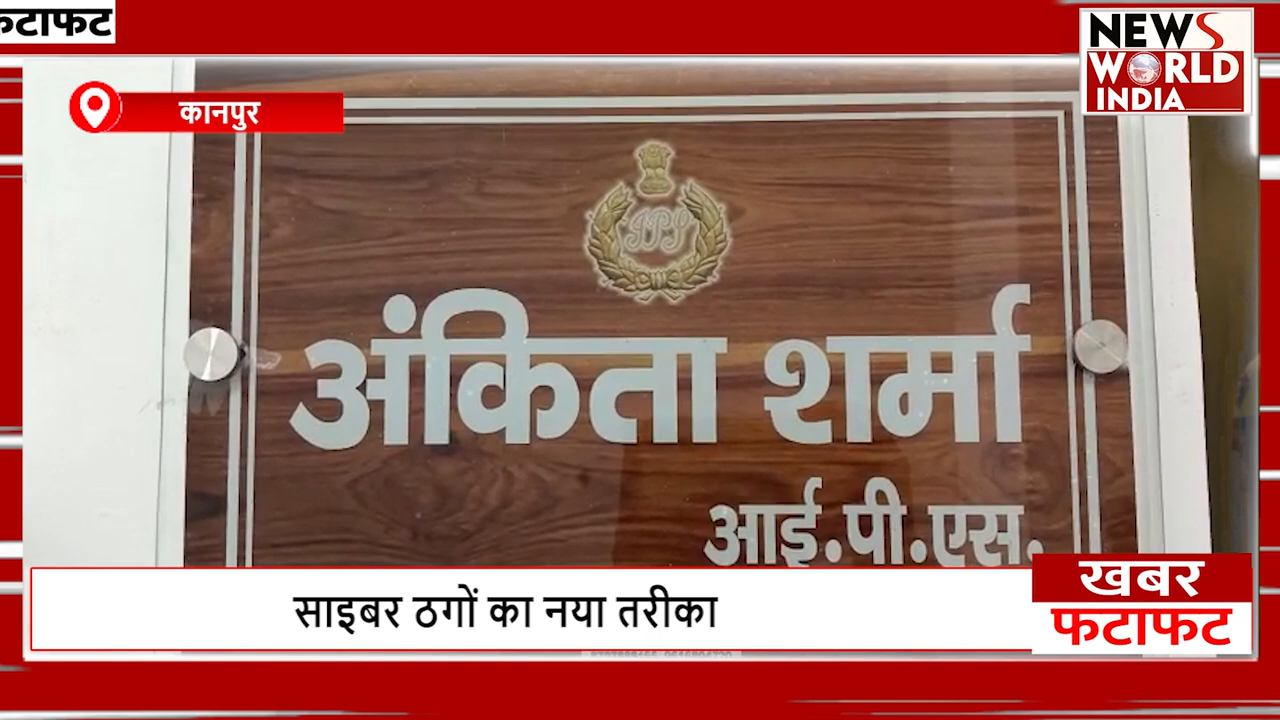 फटाफट
NEWS
WORLD
INDIA
कानपुर
IPS
अंकिता शर्मा
आई.पी.एस.
साइबर ठगों का नया तरीका
खबर
फटाफट